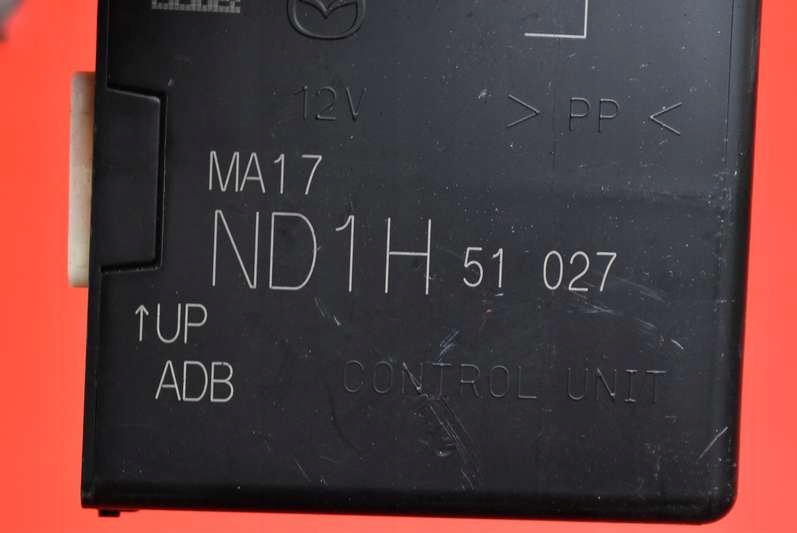 12V > PP <
MA17
ND1H 51 027
↑UP
ADB CONTROL UNIT